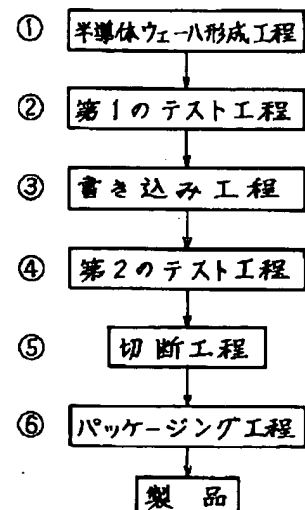 ① 半導体ウェーハ形成工程
② 第1のテスト工程
③ 書き込み工程
④ 第2のテスト工程
⑤ 切断工程
⑥ パッケージング工程
製品